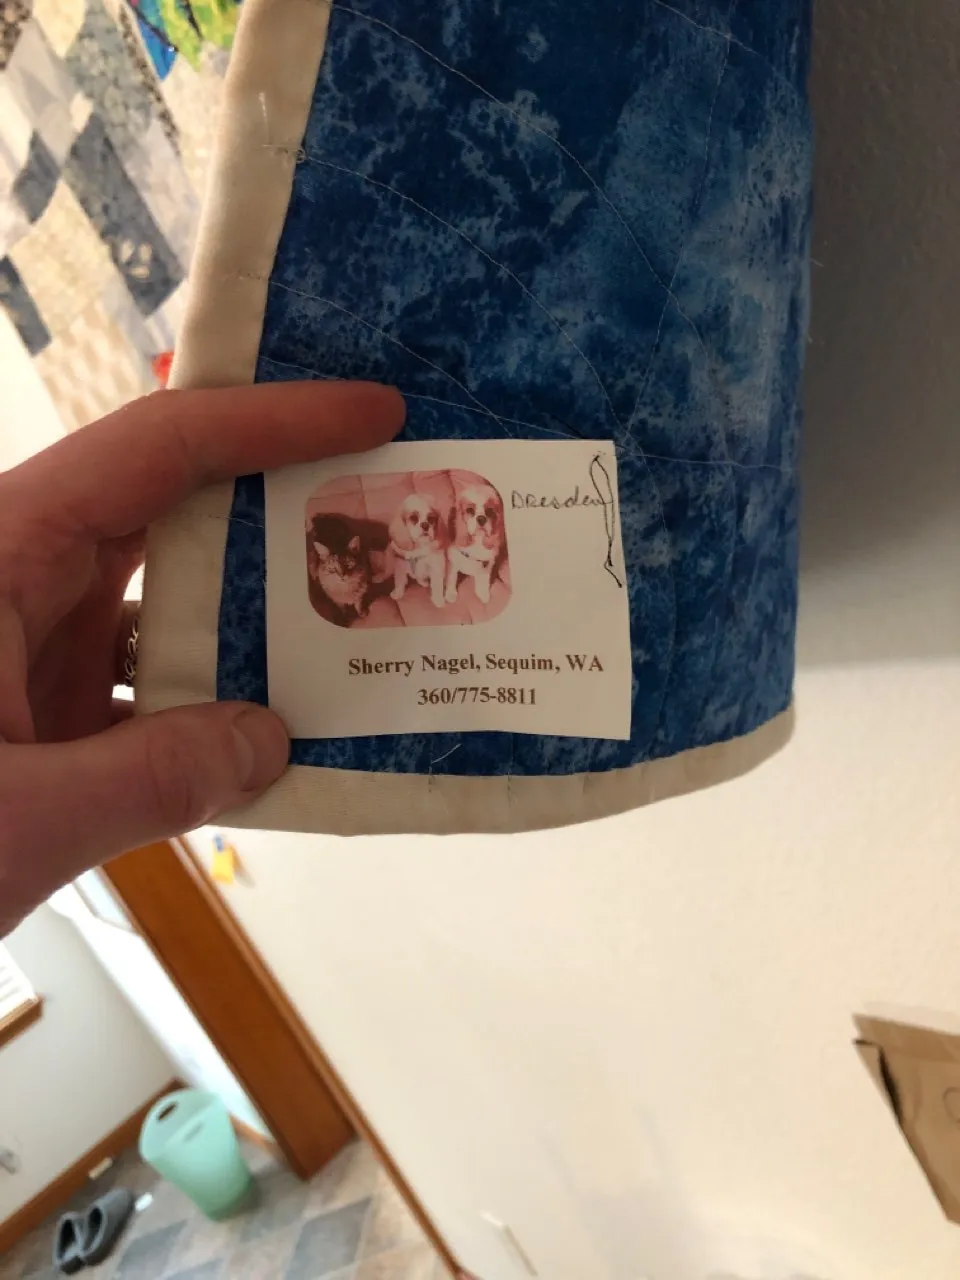 Dresden
Sherry Nagel, Sequim, WA
360/775-8811